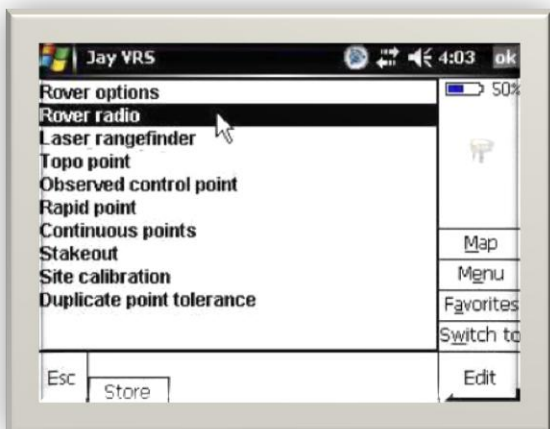 Jay VRS 4:03 ok
Rover options
50%
Rover radio
Laser rangefinder
Topo point
Observed control point
Rapid point
Continuous points
Stakeout
Site calibration
Duplicate point tolerance
Map
Menu
Favorites
Switch to
Esc
Store
Edit